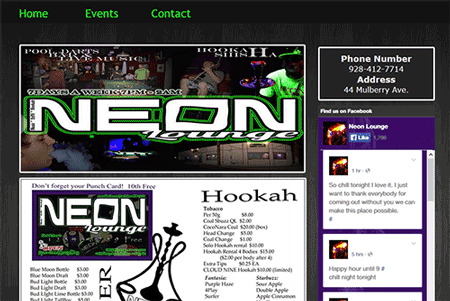 Home Events Contact
POOL, DARTS
LIVE MUSIC
HOOKAH
SHISHA
7DAYS A WEEK 7PM - 2AM
NEON
Lounge
Phone Number
928-412-7714
Address
44 Mulberry Ave.
Find us on Facebook
Neon Lounge
Like
1 hr ·
So chill tonight I love it, I just
want to thank everybody for
coming out without you we can
make this place possible.
#
5 hrs ·
Happy hour until 9 #
chill night tonight
Don't forget your Punch Card! 10th Free
NEON
Lounge
Hookah
Tobacco
Per 50g $8.00
Coal Shuzz QL $2.00
CocoNara Coal $20.00 (box)
Head Change $5.00
Coal Change $1.00
Solo Hookah rental $10.00
Hookah Rental 4 Bodies $15.00
($2.00 per body after 4)
Extra Tips $0.25 EA
CLOUD NINE Hookah $10.00 (limited)
Fantasia: Starbuzz:
Purple Haze Sour Apple
4Play Double Apple
Surfer Apple Cinnamon
Blue Moon Bottle $3.00
Blue Moon Draft $3.00
Bud Light Bottle $3.00
Bud Light Draft
Bud Light Lime Bottle $3.00